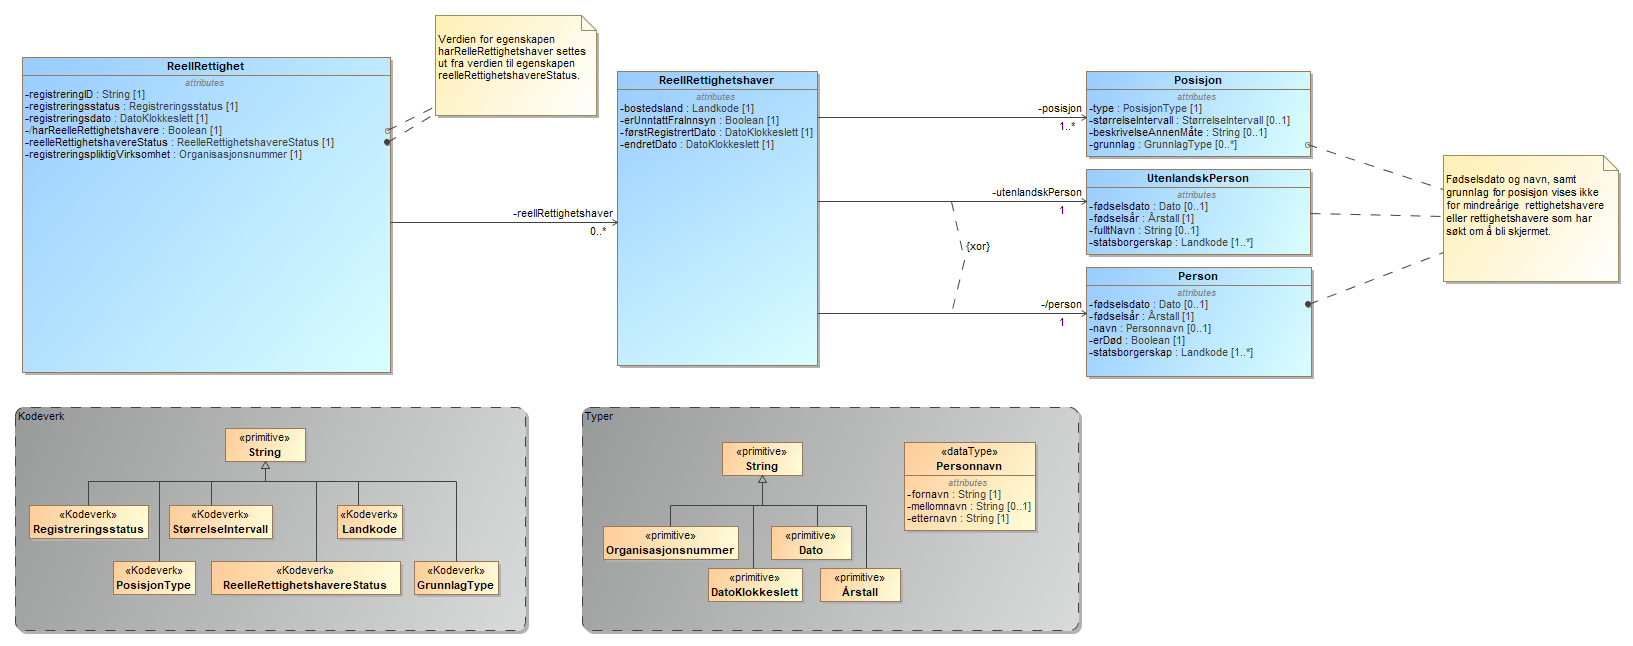 ReellRettighet
attributes
-registreringID : String [1]
-registreringsstatus : Registreringsstatus [1]
-registreringsdato : DatoKlokkeslett [1]
-/harReelleRettighetshavere : Boolean [1]
-reelleRettighetshavereStatus : ReelleRettighetshavereStatus [1]
-registreringspliktigVirksomhet : Organisasjonsnummer [1]
Verdien for egenskapen
harRelleRettighetshaver settes
ut fra verdien til egenskapen
reelleRettighetshavereStatus.
-reellRettighetshaver
0..*
ReellRettighetshaver
attributes
-bostedsland : Landkode [1]
-erUnntattFraInnsyn : Boolean [1]
-førstRegistrertDato : DatoKlokkeslett [1]
-endretDato : DatoKlokkeslett [1]
-posisjon
1..*
-utenlandskPerson
1
{xor}
-/person
1
Posisjon
attributes
-type : PosisjonType [1]
-størrelseIntervall : StørrelseIntervall [0..1]
-beskrivelseAnnenMåte : String [0..1]
-grunnlag : GrunnlagType [0..*]
UtenlandskPerson
attributes
-fødselsdato : Dato [0..1]
-fødselsår : Årstall [1]
-fulltNavn : String [0..1]
-statsborgerskap : Landkode [1..*]
Person
attributes
-fødselsdato : Dato [0..1]
-fødselsår : Årstall [1]
-navn : Personnavn [0..1]
-erDød : Boolean [1]
-statsborgerskap : Landkode [1..*]
Fødselsdato og navn, samt
grunnlag for posisjon vises ikke
for mindreårige rettighetshavere
eller rettighetshavere som har
søkt om å bli skjermet.
Kodeverk
«primitive»
String
«Kodeverk»
Registreringsstatus
«Kodeverk»
StørrelseIntervall
«Kodeverk»
Landkode
«Kodeverk»
PosisjonType
«Kodeverk»
ReelleRettighetshavereStatus
«Kodeverk»
GrunnlagType
Typer
«primitive»
String
«dataType»
Personnavn
attributes
-fornavn : String [1]
-mellomnavn : String [0..1]
-etternavn : String [1]
«primitive»
Organisasjonsnummer
«primitive»
Dato
«primitive»
DatoKlokkeslett
«primitive»
Årstall